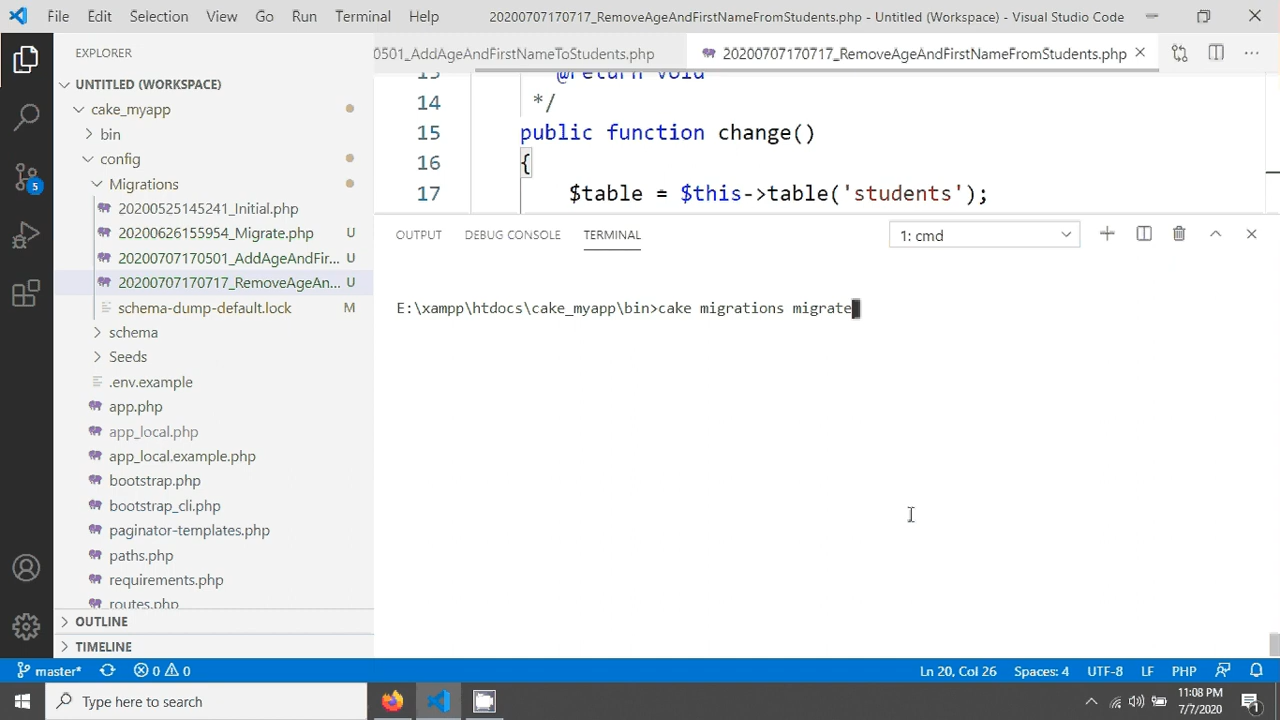 File Edit Selection View Go Run Terminal Help 20200707170717_RemoveAgeAndFirstNameFromStudents.php - Untitled (Workspace) - Visual Studio Code
EXPLORER
UNTITLED (WORKSPACE)
cake_myapp
bin
config
Migrations
20200525145241_Initial.php
20200626155954_Migrate.php U
20200707170501_AddAgeAndFir... U
20200707170717_RemoveAgeAn... U
schema-dump-default.lock M
schema
Seeds
.env.example
app.php
app_local.php
app_local.example.php
bootstrap.php
bootstrap_cli.php
paginator-templates.php
paths.php
requirements.php
routes.php
OUTLINE
TIMELINE
5
0501_AddAgeAndFirstNameToStudents.php 20200707170717_RemoveAgeAndFirstNameFromStudents.php
13 @return void
14 */
15 public function change()
16 {
17 $table = $this->table('students');
OUTPUT DEBUG CONSOLE TERMINAL 1: cmd
E:\xampp\htdocs\cake_myapp\bin>cake migrations migrate
master* 0 0 Ln 20, Col 26 Spaces: 4 UTF-8 LF PHP
Type here to search
11:08 PM
7/7/2020
1